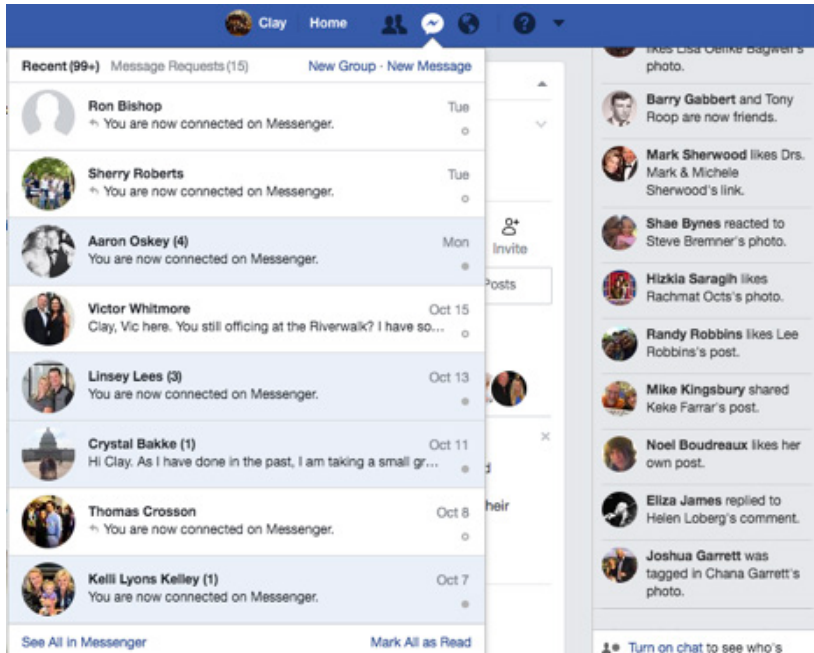 Clay Home
Recent (99+) Message Requests (15) New Group · New Message
Ron Bishop Tue
You are now connected on Messenger.
Sherry Roberts Tue
You are now connected on Messenger.
Aaron Oskey (4) Mon
You are now connected on Messenger.
Victor Whitmore Oct 15
Clay, Vic here. You still officing at the Riverwalk? I have so...
Linsey Lees (3) Oct 13
You are now connected on Messenger.
Crystal Bakke (1) Oct 11
Hi Clay. As I have done in the past, I am taking a small gr...
Thomas Crosson Oct 8
You are now connected on Messenger.
Kelli Lyons Kelley (1) Oct 7
You are now connected on Messenger.
See All in Messenger Mark All as Read
Invite
Posts
heir
likes Lisa Oelke Bagwell's
photo.
Barry Gabbert and Tony
Roop are now friends.
Mark Sherwood likes Drs.
Mark & Michele
Sherwood's link.
Shae Bynes reacted to
Steve Bremner's photo.
Hizkia Saragih likes
Rachmat Octs's photo.
Randy Robbins likes Lee
Robbins's post.
Mike Kingsbury shared
Keke Farrar's post.
Noel Boudreaux likes her
own post.
Eliza James replied to
Helen Loberg's comment.
Joshua Garrett was
tagged in Chana Garrett's
photo.
Turn on chat to see who's